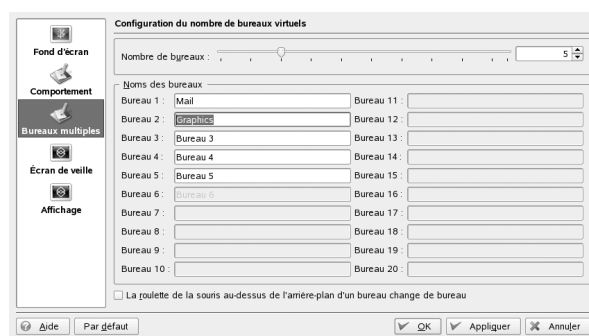 Configuration du nombre de bureaux virtuels
Fond d'écran
Comportement
Bureaux multiples
Écran de veille
Affichage
Nombre de bureaux : 5
Noms des bureaux
Bureau 1 : Mail Bureau 11 :
Bureau 2 : Graphics Bureau 12 :
Bureau 3 : Bureau 3 Bureau 13 :
Bureau 4 : Bureau 4 Bureau 14 :
Bureau 5 : Bureau 5 Bureau 15 :
Bureau 6 : Bureau 6 Bureau 16 :
Bureau 7 : Bureau 17 :
Bureau 8 : Bureau 18 :
Bureau 9 : Bureau 19 :
Bureau 10 : Bureau 20 :
La roulette de la souris au-dessus de l'arrière-plan d'un bureau change de bureau
Aide Par défaut OK Appliquer Annuler